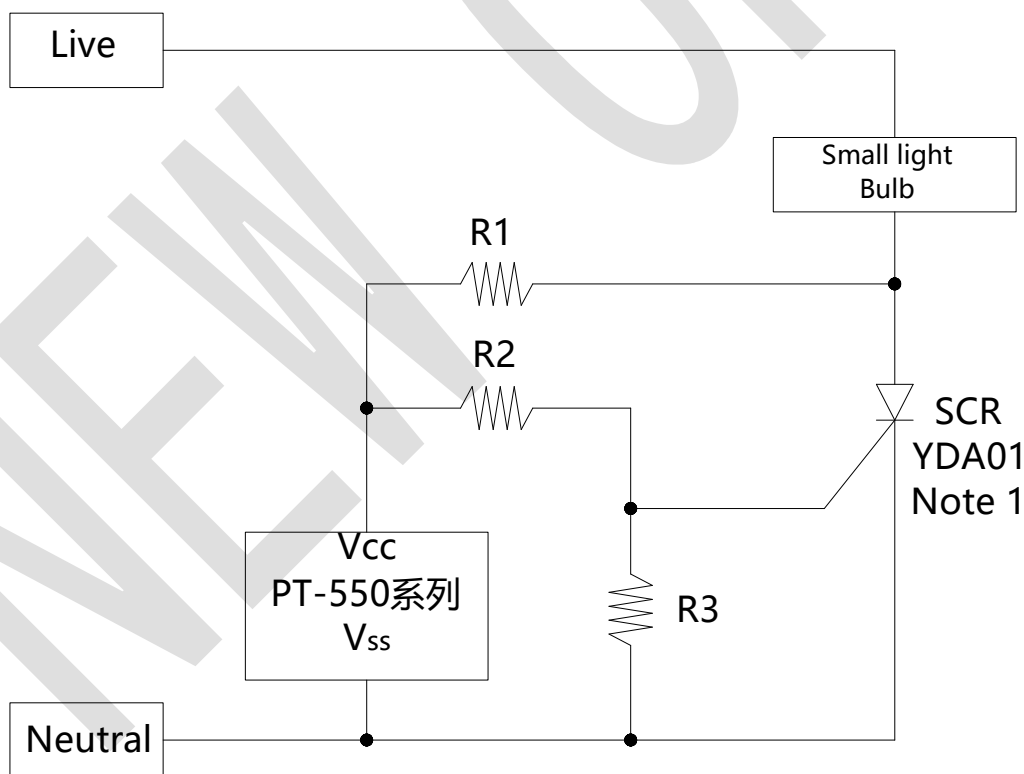 Live
Small light
Bulb
R1
R2
SCR
YDA01
Note 1
Vcc
PT-550系列
Vss
R3
Neutral
NEW